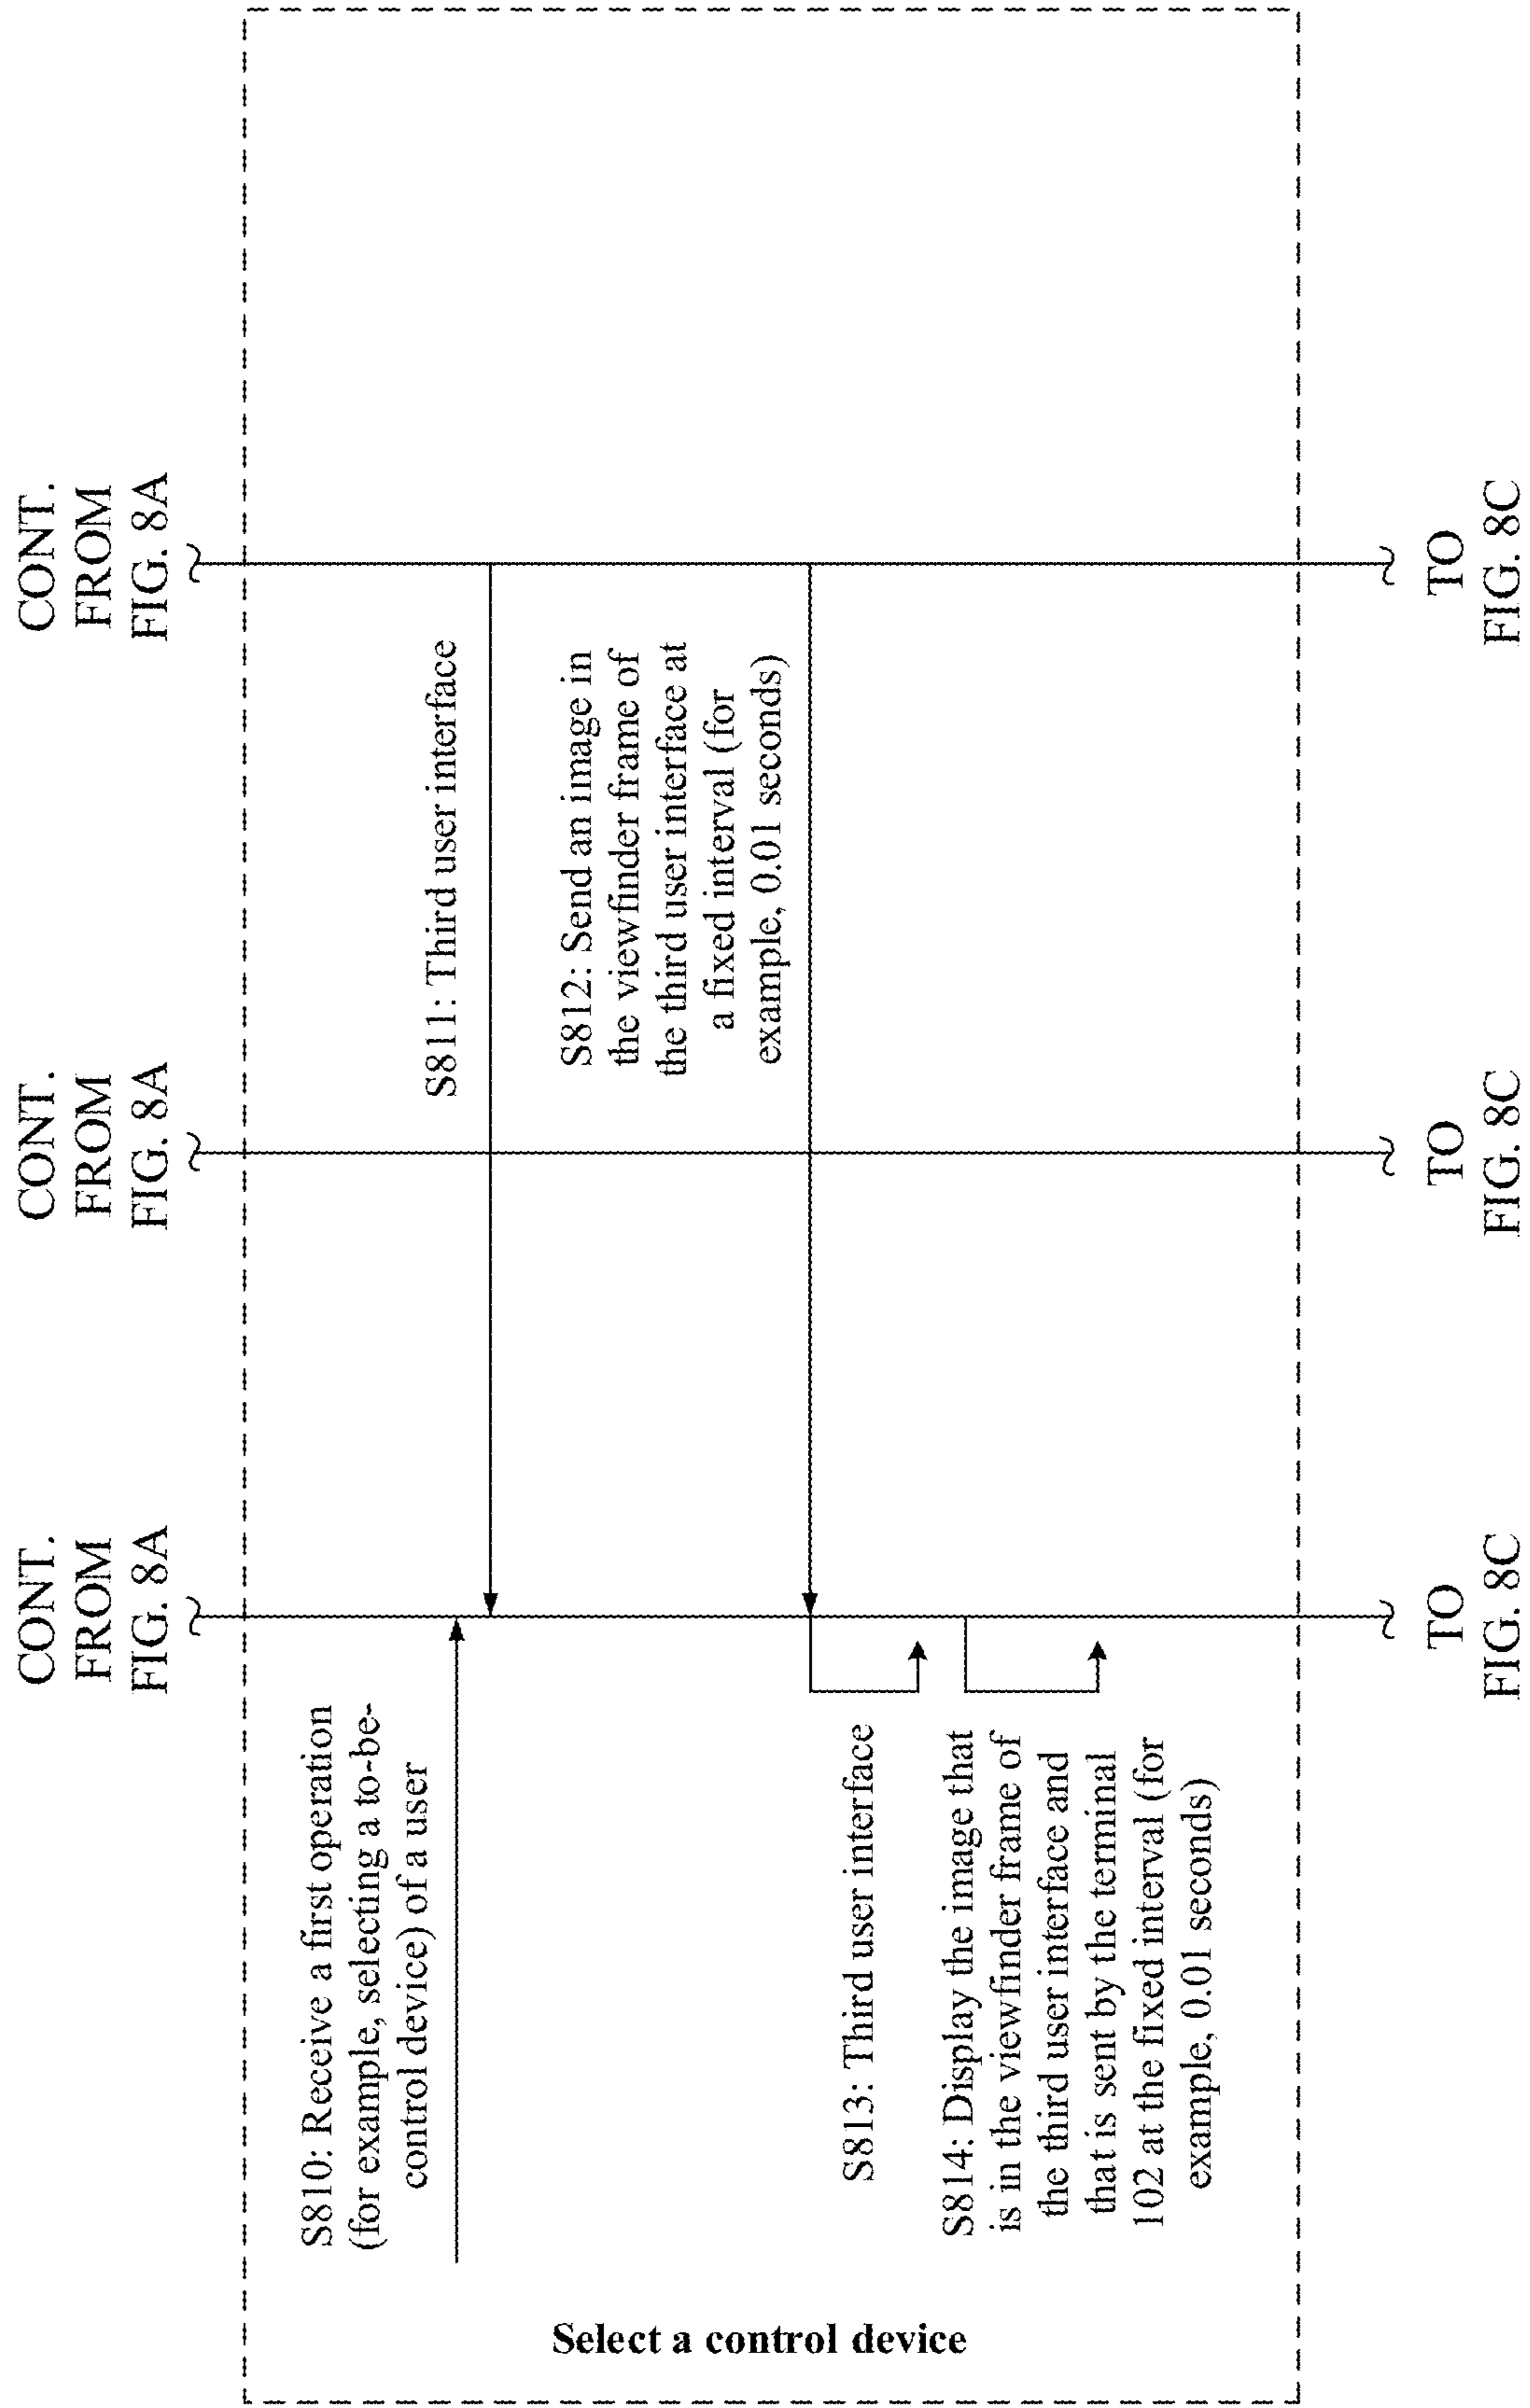 CONT.
FROM
FIG. 8A
CONT.
FROM
FIG. 8A
CONT.
FROM
FIG. 8A
Select a control device
S810: Receive a first operation
(for example, selecting a to-be-
control device) of a user
S811: Third user interface
S812: Send an image in
the viewfinder frame of
the third user interface at
a fixed interval (for
example, 0.01 seconds)
S813: Third user interface
S814: Display the image that
is in the viewfinder frame of
the third user interface and
that is sent by the terminal
102 at the fixed interval (for
example, 0.01 seconds)
TO
FIG. 8C
TO
FIG. 8C
TO
FIG. 8C